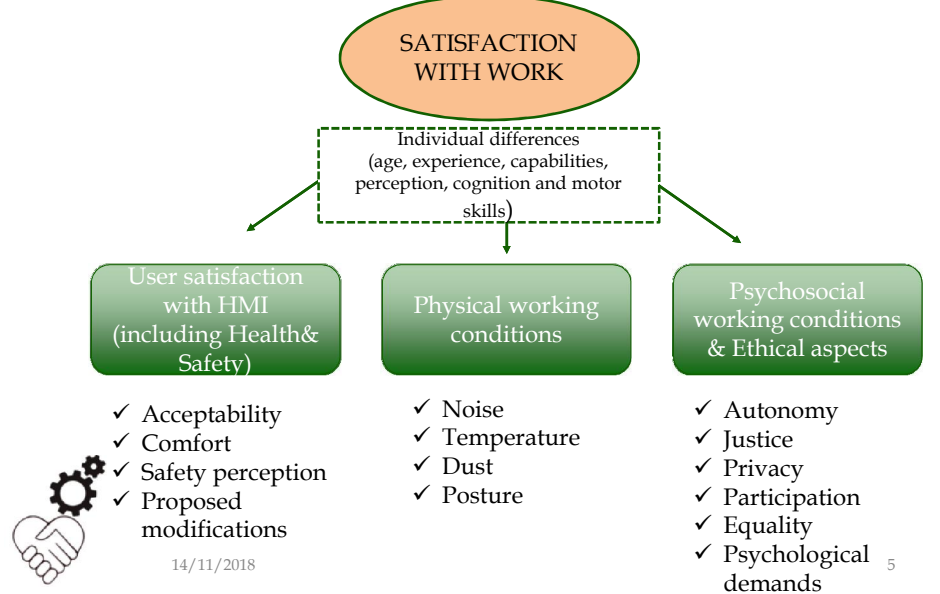 SATISFACTION
WITH WORK
Individual differences
(age, experience, capabilities,
perception, cognition and motor
skills)
User satisfaction
with HMI
(including Health&
Safety)
Physical working
conditions
Psychosocial
working conditions
& Ethical aspects
✓ Acceptability
✓ Comfort
✓ Safety perception
✓ Proposed
modifications
✓ Noise
✓ Temperature
✓ Dust
✓ Posture
✓ Autonomy
✓ Justice
✓ Privacy
✓ Participation
✓ Equality
✓ Psychological
demands
14/11/2018
5